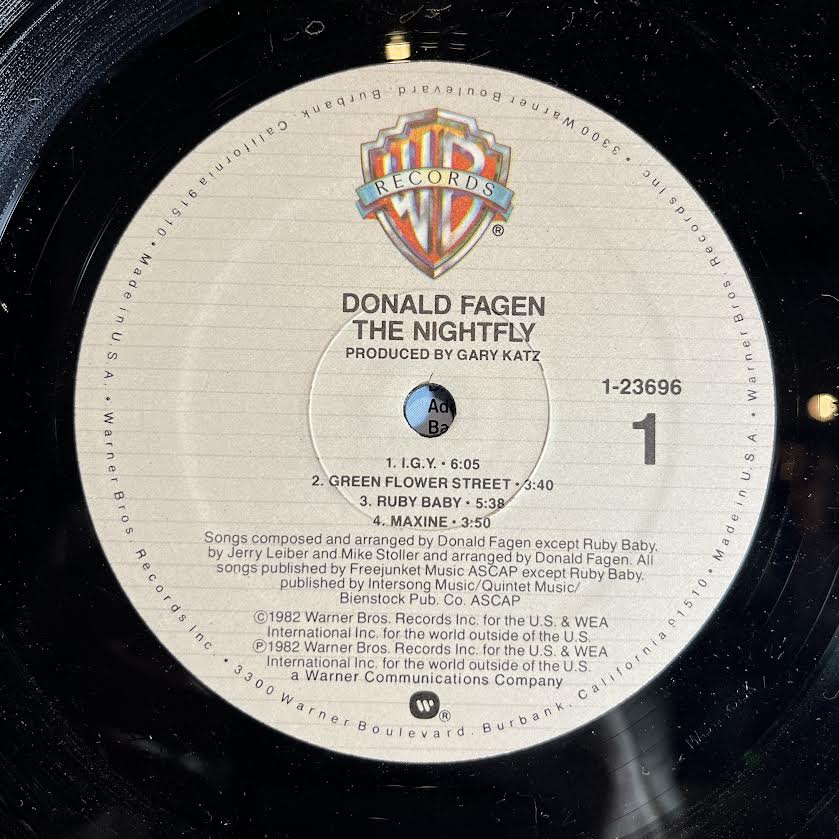 3300 Warner Boulevard. Burbank. California 91510 • Made in U.S.A. • Warner Bros. Records Inc. • 3300 Warner Boulevard. Burbank. California 91510 • Made in U.S.A. • Warner Bros. Records Inc •
WB
RECORDS
®
DONALD FAGEN
THE NIGHTFLY
PRODUCED BY GARY KATZ
1-23696
1
Ad
Ba
1. I.G.Y. • 6:05
2. GREEN FLOWER STREET • 3:40
3. RUBY BABY • 5:38
4. MAXINE • 3:50
Songs composed and arranged by Donald Fagen except Ruby Baby,
by Jerry Leiber and Mike Stoller and arranged by Donald Fagen. All
songs published by Freejunket Music ASCAP except Ruby Baby,
published by Intersong Music/Quintet Music/
Bienstock Pub. Co. ASCAP
©1982 Warner Bros. Records Inc. for the U.S. & WEA
International Inc. for the world outside of the U.S.
℗1982 Warner Bros. Records Inc. for the U.S. & WEA
International Inc. for the world outside of the U.S.
a Warner Communications Company
®